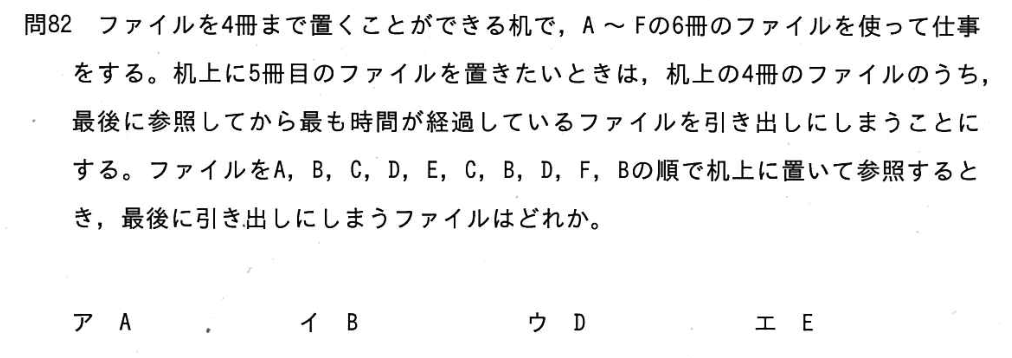 問82 ファイルを4冊まで置くことができる机で，A ～ Fの6冊のファイルを使って仕事
をする。机上に5冊目のファイルを置きたいときは，机上の4冊のファイルのうち，
最後に参照してから最も時間が経過しているファイルを引き出しにしまうことに
する。ファイルをA，B，C，D，E，C，B，D，F，Bの順で机上に置いて参照すると
き，最後に引き出しにしまうファイルはどれか。
ア A イ B ウ D エ E